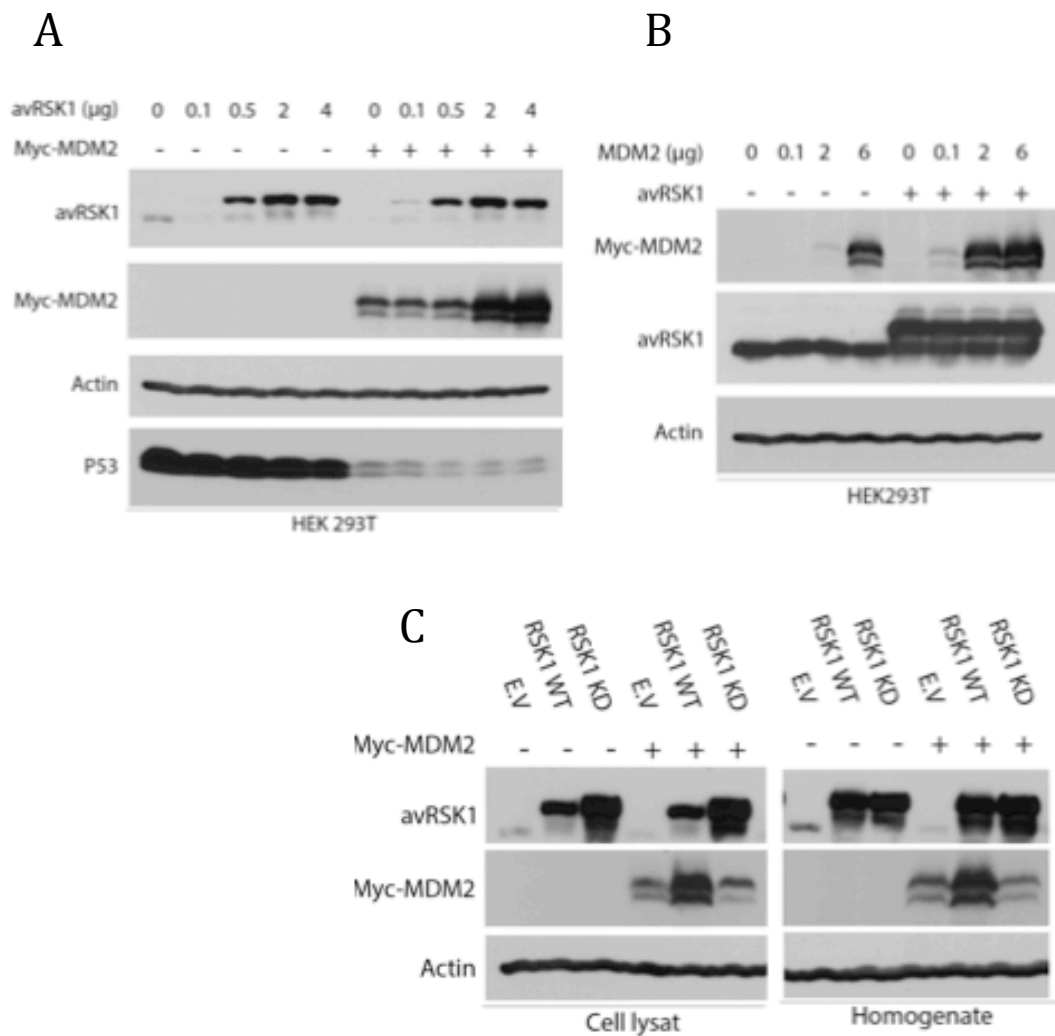 A
avRSK1 (µg) 0 0.1 0.5 2 4 0 0.1 0.5 2 4
Myc-MDM2 - - - - - + + + + +
avRSK1
Myc-MDM2
Actin
P53
HEK 293T
B
MDM2 (µg) 0 0.1 2 6 0 0.1 2 6
avRSK1 - - - - + + + +
Myc-MDM2
avRSK1
Actin
HEK293T
C
E.V RSK1 WT RSK1 KD E.V RSK1 WT RSK1 KD E.V RSK1 WT RSK1 KD E.V RSK1 WT RSK1 KD
Myc-MDM2 - - - + + + - - - + + +
avRSK1
Myc-MDM2
Actin
Cell lysat Homogenate